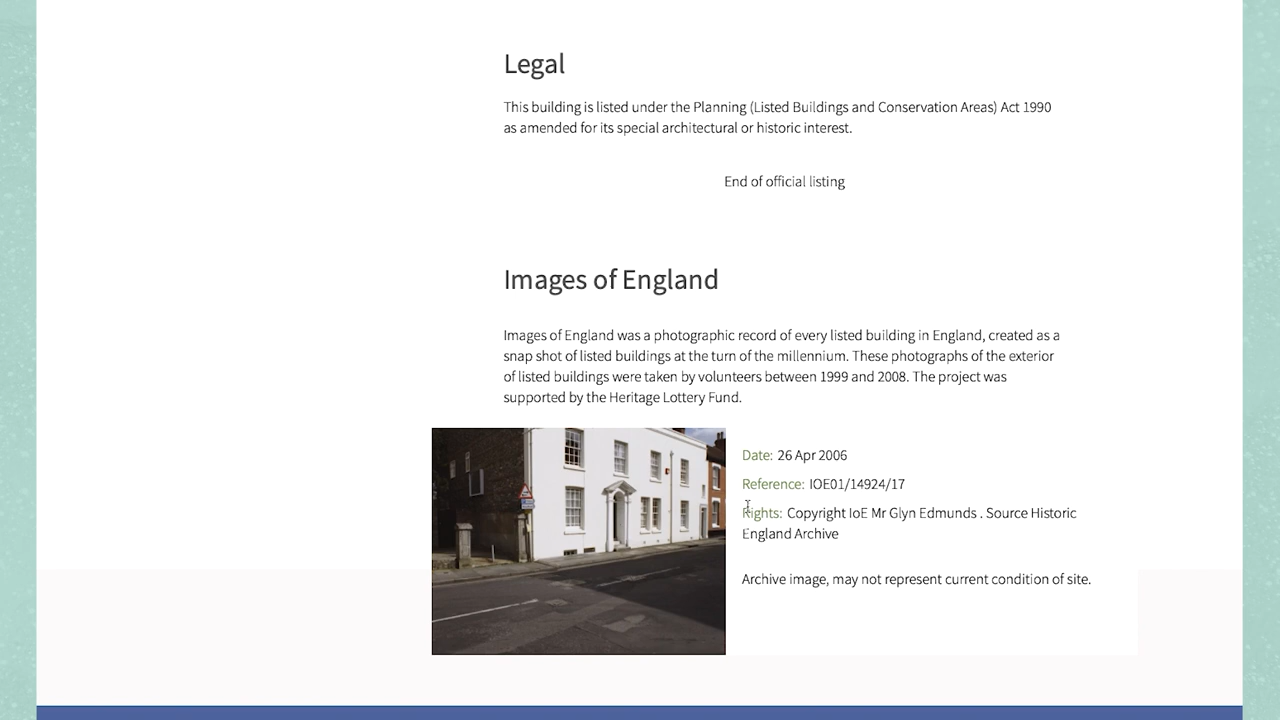 Legal
This building is listed under the Planning (Listed Buildings and Conservation Areas) Act 1990
as amended for its special architectural or historic interest.
End of official listing
Images of England
Images of England was a photographic record of every listed building in England, created as a
snap shot of listed buildings at the turn of the millennium. These photographs of the exterior
of listed buildings were taken by volunteers between 1999 and 2008. The project was
supported by the Heritage Lottery Fund.
Date: 26 Apr 2006
Reference: IOE01/14924/17
Rights: Copyright IoE Mr Glyn Edmunds . Source Historic
England Archive
Archive image, may not represent current condition of site.